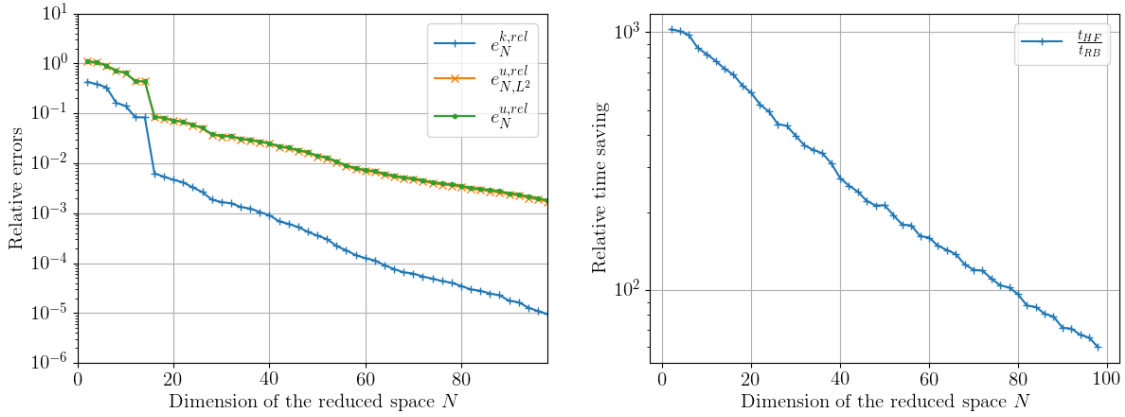 10^1
10^0
10^{-1}
10^{-2}
10^{-3}
10^{-4}
10^{-5}
10^{-6}
0
20
40
60
80
Relative errors
Dimension of the reduced space N
e_N^{k,rel}
e_{N,L^2}^{u,rel}
e_N^{u,rel}
10^3
10^2
0
20
40
60
80
100
Relative time saving
Dimension of the reduced space N
\frac{t_{HF}}{t_{RB}}